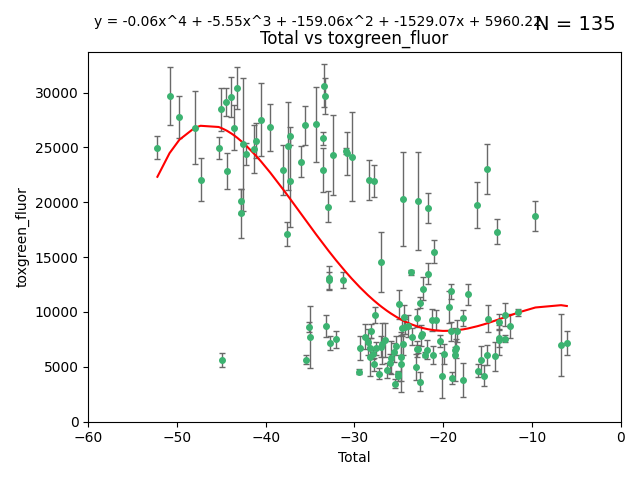 y = -0.06x^4 + -5.55x^3 + -159.06x^2 + -1529.07x + 5960.22
N = 135
Total vs toxgreen_fluor
toxgreen_fluor
30000
25000
20000
15000
10000
5000
0
−60 −50 −40 −30 −20 −10 0
Total